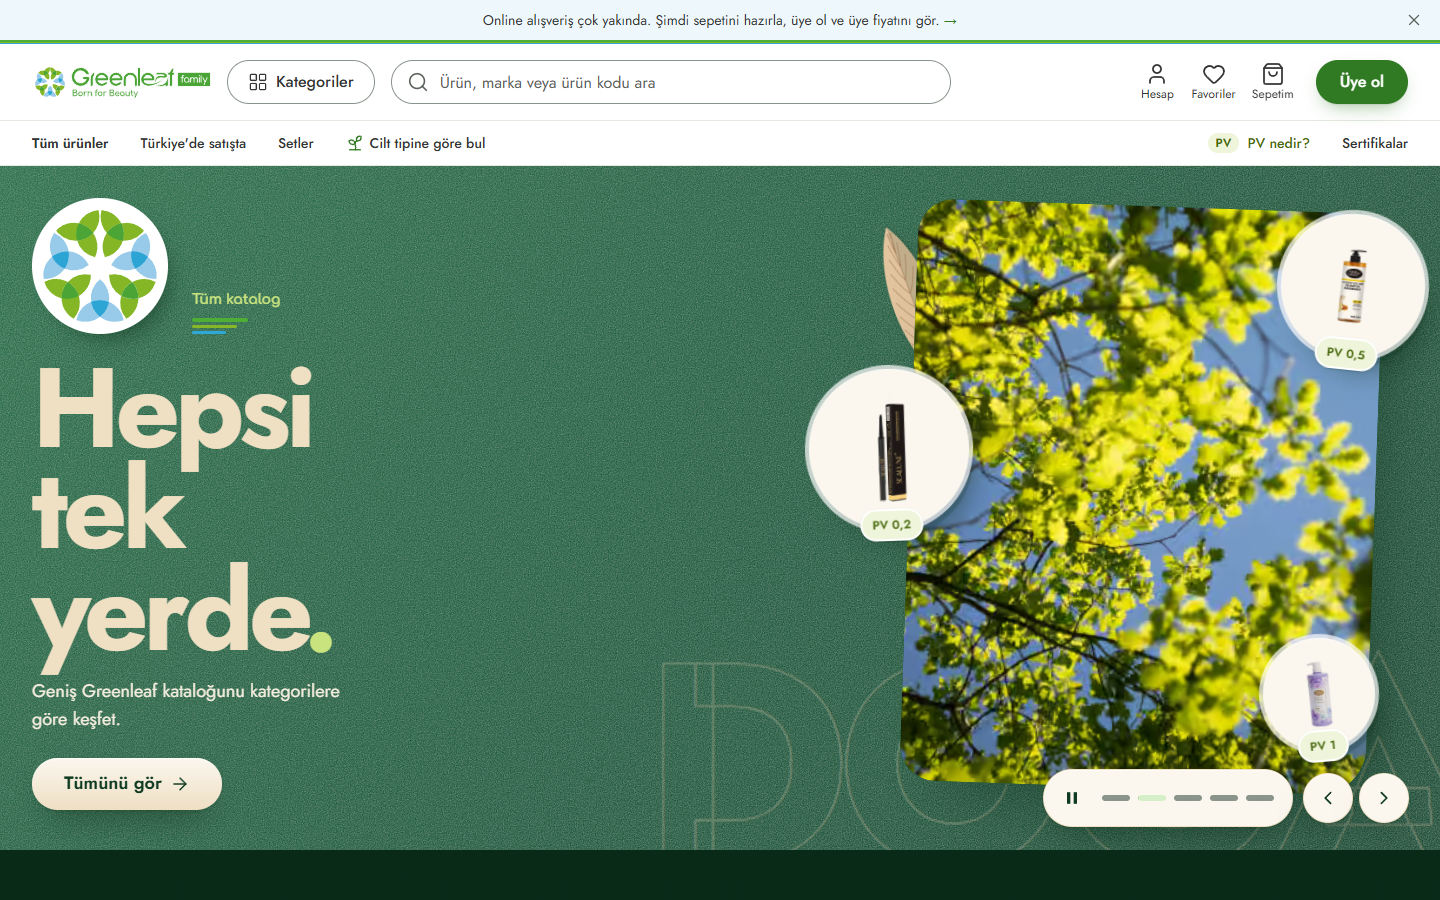 Online alışveriş çok yakında. Şimdi sepetini hazırla, üye ol ve üye fiyatını gör. →
Greenleaf family
Born for Beauty
Kategoriler
Ürün, marka veya ürün kodu ara
Hesap
Favoriler
Sepetim
Üye ol
Tüm ürünler
Türkiye'de satışta
Setler
Cilt tipine göre bul
PV
PV nedir?
Sertifikalar
Tüm katalog
Hepsi
tek
yerde.
Geniş Greenleaf kataloğunu kategorilere
göre keşfet.
Tümünü gör →
PV 0,5
PV 0,2
PV 1